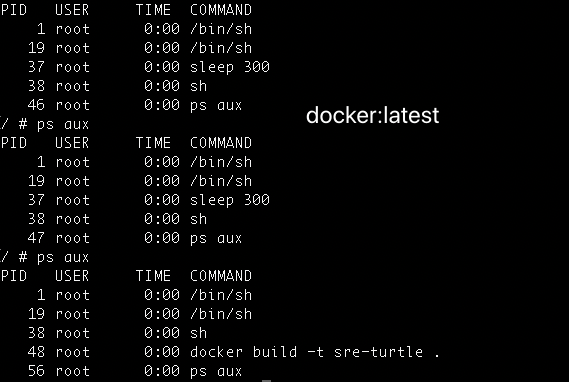 PID USER TIME COMMAND
1 root 0:00 /bin/sh
19 root 0:00 /bin/sh
37 root 0:00 sleep 300
38 root 0:00 sh
46 root 0:00 ps aux
docker:latest
/ # ps aux
PID USER TIME COMMAND
1 root 0:00 /bin/sh
19 root 0:00 /bin/sh
37 root 0:00 sleep 300
38 root 0:00 sh
47 root 0:00 ps aux
/ # ps aux
PID USER TIME COMMAND
1 root 0:00 /bin/sh
19 root 0:00 /bin/sh
38 root 0:00 sh
48 root 0:00 docker build -t sre-turtle .
56 root 0:00 ps aux